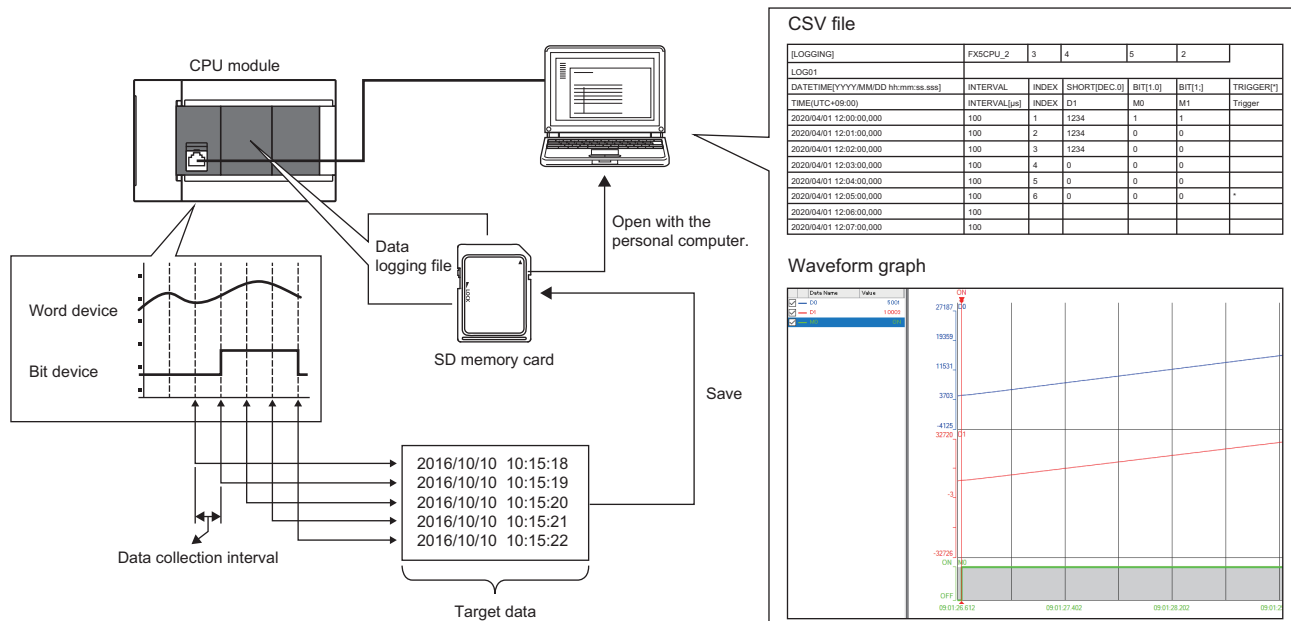 CPU module
Word device
Bit device
Data
logging file
LOCK
SD memory card
Open with the
personal computer.
Save
2016/10/10 10:15:18
2016/10/10 10:15:19
2016/10/10 10:15:20
2016/10/10 10:15:21
2016/10/10 10:15:22
Data collection interval
Target data
CSV file
[LOGGING] FX5CPU_2 3 4 5 2
LOG01
DATETIME[YYYY/MM/DD hh:mm:ss.sss] INTERVAL INDEX SHORT[DEC.0] BIT[1.0] BIT[1;] TRIGGER[*]
TIME(UTC+09:00) INTERVAL[μs] INDEX D1 M0 M1 Trigger
2020/04/01 12:00:00,000 100 1 1234 1 1
2020/04/01 12:01:00,000 100 2 1234 0 0
2020/04/01 12:02:00,000 100 3 1234 0 0
2020/04/01 12:03:00,000 100 4 0 0 0
2020/04/01 12:04:00,000 100 5 0 0 0
2020/04/01 12:05:00,000 100 6 0 0 0 *
2020/04/01 12:06:00,000 100
2020/04/01 12:07:00,000 100
Waveform graph
Data Name Value
D0 5001
D1 10003
M0 ON
ON
27187 D0
19359
11531
3703
-4125
32720 D1
-3
-32726
ON M0
OFF
09:01:26.612 09:01:27.402 09:01:28.202